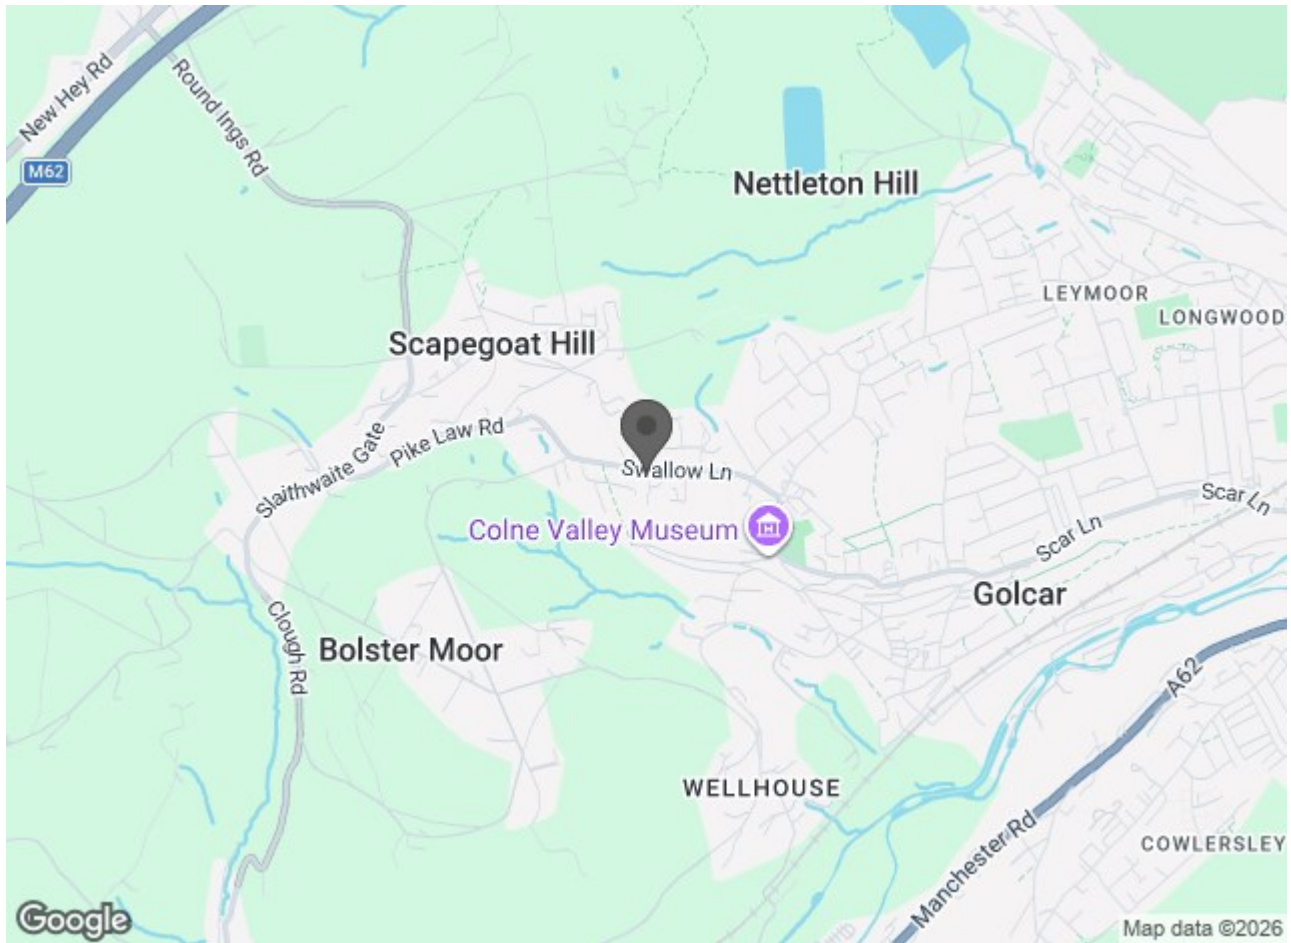 New Hey Rd
Round Ings Rd
M62
Nettleton Hill
LEYMOOR
LONGWOOD
Scapegoat Hill
Pike Law Rd
Slaithwaite Gate
Swallow Ln
Scar Ln
Colne Valley Museum
Scar Ln
Golcar
Clough Rd
Bolster Moor
A62
WELLHOUSE
Manchester Rd
COWLERSLEY
Google
Map data ©2026